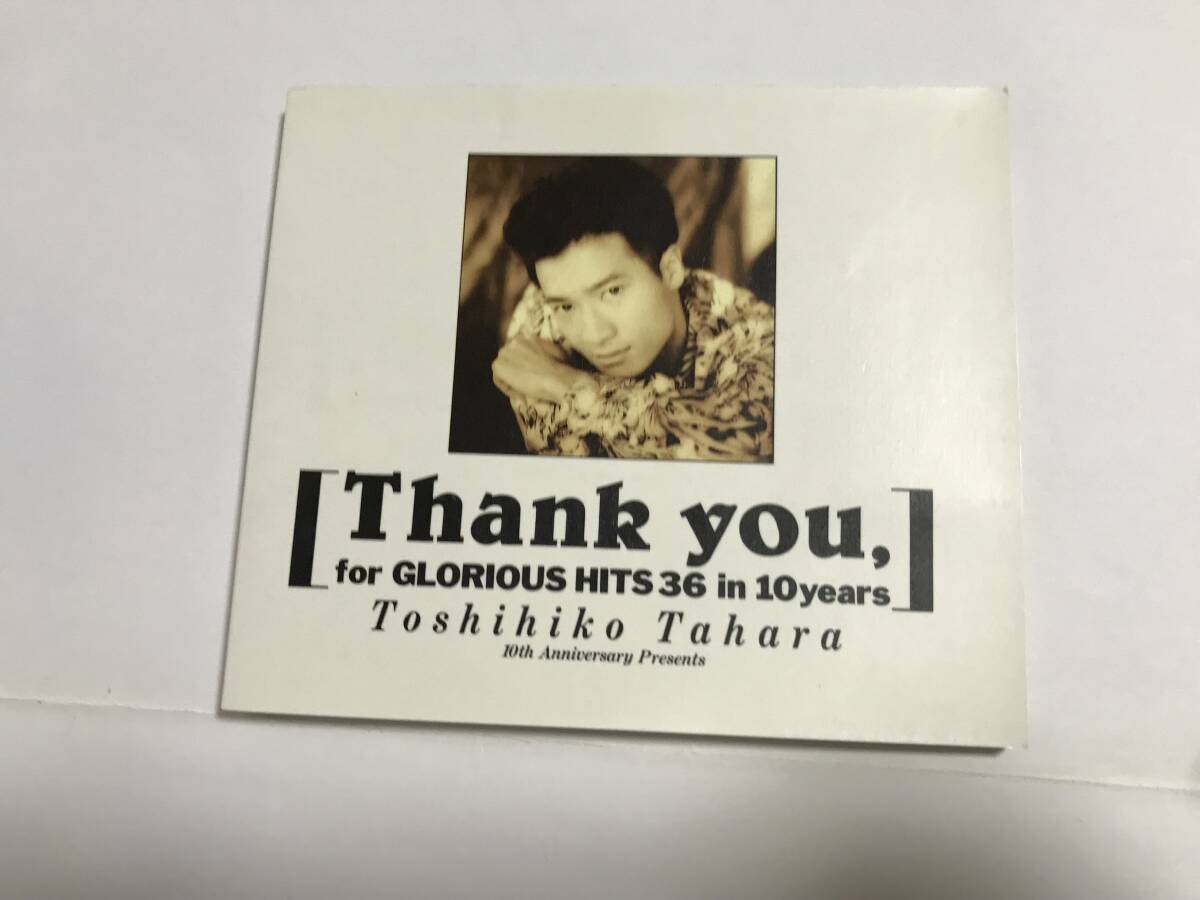 [Thank you,]
for GLORIOUS HITS 36 in 10years
Toshihiko Tahara
10th Anniversary Presents